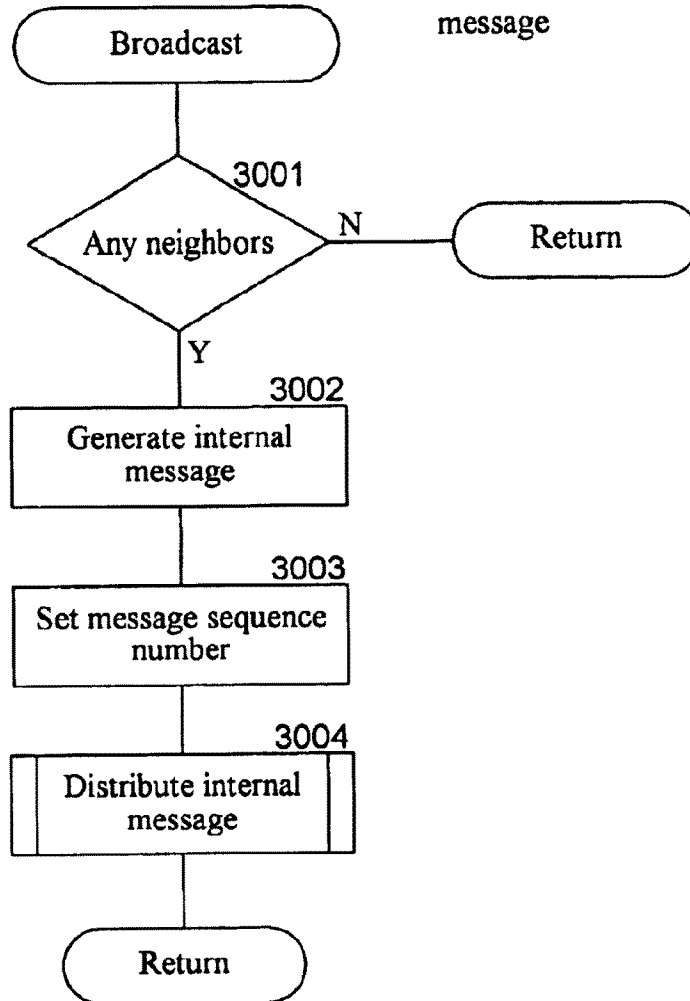 Broadcast
message
3001
Any neighbors
N
Return
Y
3002
Generate internal
message
3003
Set message sequence
number
3004
Distribute internal
message
Return